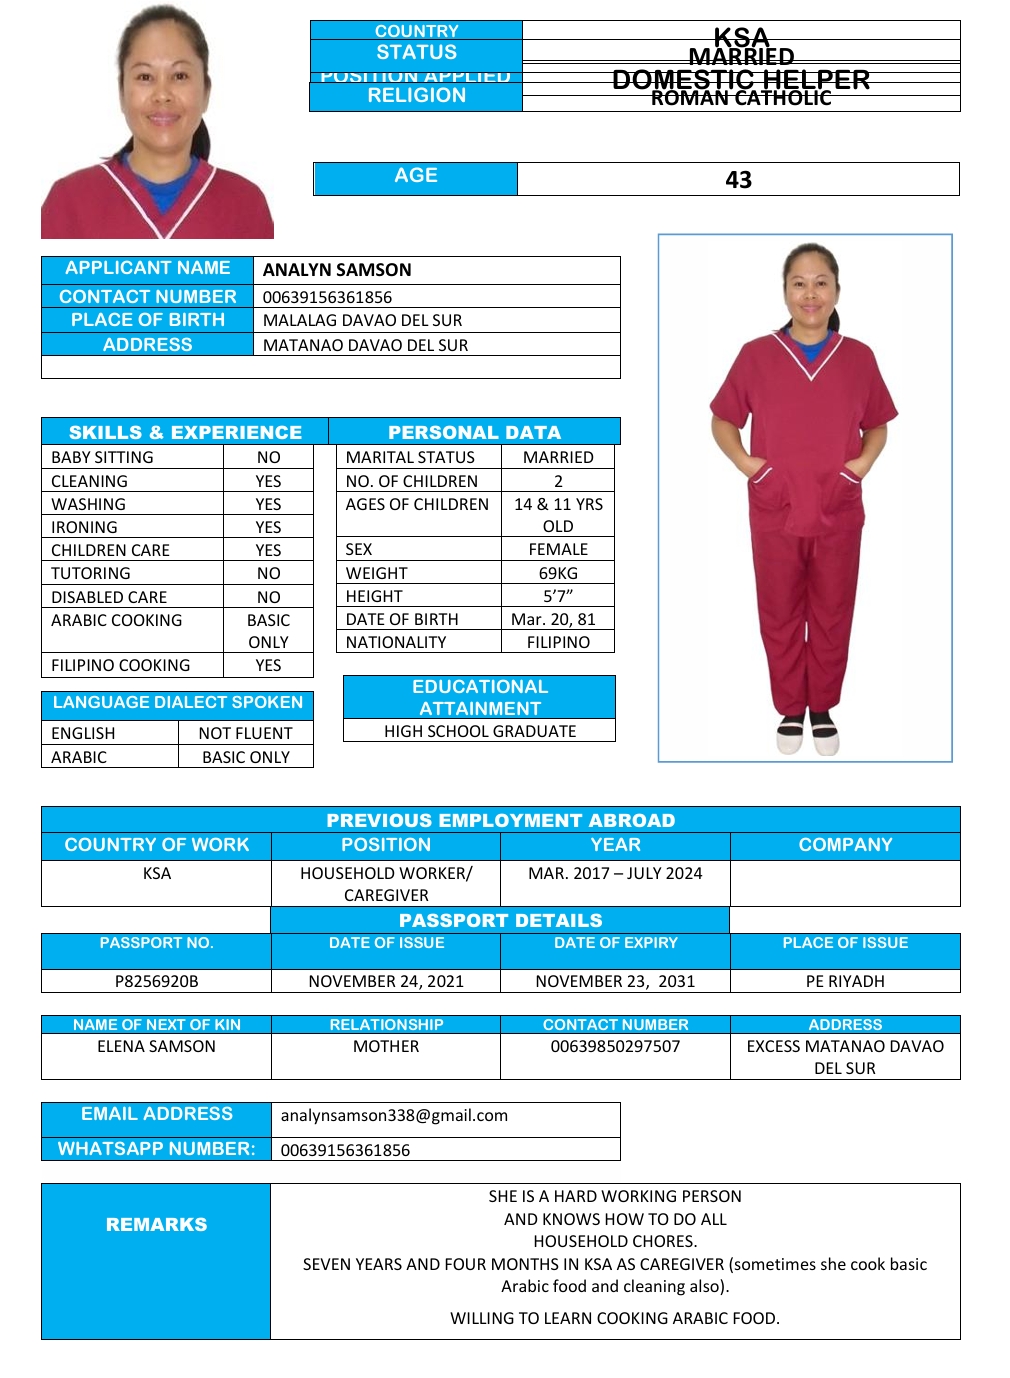 COUNTRY KSA
STATUS MARRIED
POSITION APPLIED DOMESTIC HELPER
RELIGION ROMAN CATHOLIC
AGE 43
APPLICANT NAME ANALYN SAMSON
CONTACT NUMBER 00639156361856
PLACE OF BIRTH MALALAG DAVAO DEL SUR
ADDRESS MATANAO DAVAO DEL SUR
SKILLS & EXPERIENCE
BABY SITTING NO
CLEANING YES
WASHING YES
IRONING YES
CHILDREN CARE YES
TUTORING NO
DISABLED CARE NO
ARABIC COOKING BASIC
ONLY
FILIPINO COOKING YES
PERSONAL DATA
MARITAL STATUS MARRIED
NO. OF CHILDREN 2
AGES OF CHILDREN 14 & 11 YRS
OLD
SEX FEMALE
WEIGHT 69KG
HEIGHT 5’7”
DATE OF BIRTH Mar. 20, 81
NATIONALITY FILIPINO
LANGUAGE DIALECT SPOKEN
ENGLISH NOT FLUENT
ARABIC BASIC ONLY
EDUCATIONAL
ATTAINMENT
HIGH SCHOOL GRADUATE
PREVIOUS EMPLOYMENT ABROAD
COUNTRY OF WORK POSITION YEAR COMPANY
KSA HOUSEHOLD WORKER/ MAR. 2017 – JULY 2024
CAREGIVER
PASSPORT DETAILS
PASSPORT NO. DATE OF ISSUE DATE OF EXPIRY PLACE OF ISSUE
P8256920B NOVEMBER 24, 2021 NOVEMBER 23, 2031 PE RIYADH
NAME OF NEXT OF KIN RELATIONSHIP CONTACT NUMBER ADDRESS
ELENA SAMSON MOTHER 00639850297507 EXCESS MATANAO DAVAO
DEL SUR
EMAIL ADDRESS analynsamson338@gmail.com
WHATSAPP NUMBER: 00639156361856
REMARKS
SHE IS A HARD WORKING PERSON
AND KNOWS HOW TO DO ALL
HOUSEHOLD CHORES.
SEVEN YEARS AND FOUR MONTHS IN KSA AS CAREGIVER (sometimes she cook basic
Arabic food and cleaning also).
WILLING TO LEARN COOKING ARABIC FOOD.